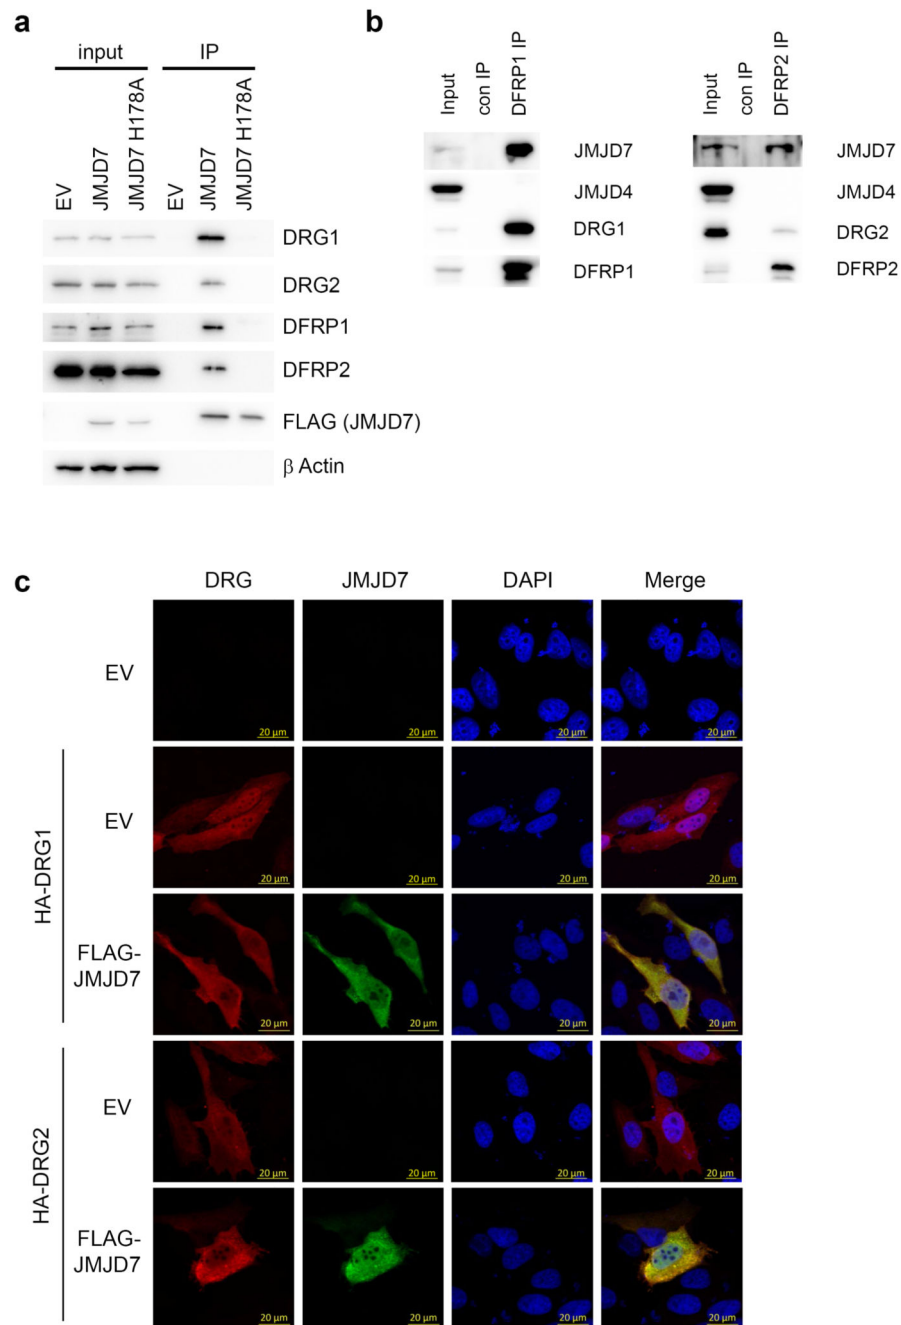 a
input IP
EV
JMJD7
JMJD7 H178A
EV
JMJD7
JMJD7 H178A
DRG1
DRG2
DFRP1
DFRP2
FLAG (JMJD7)
β Actin
b
Input
con IP
DFRP1 IP
JMJD7
JMJD4
DRG1
DFRP1
Input
con IP
DFRP2 IP
JMJD7
JMJD4
DRG2
DFRP2
c
DRG JMJD7 DAPI Merge
EV
20 µm 20 µm 20 µm 20 µm
HA-DRG1
EV
20 µm 20 µm 20 µm 20 µm
FLAG-
JMJD7
20 µm 20 µm 20 µm 20 µm
HA-DRG2
EV
20 µm 20 µm 20 µm 20 µm
FLAG-
JMJD7
20 µm 20 µm 20 µm 20 µm